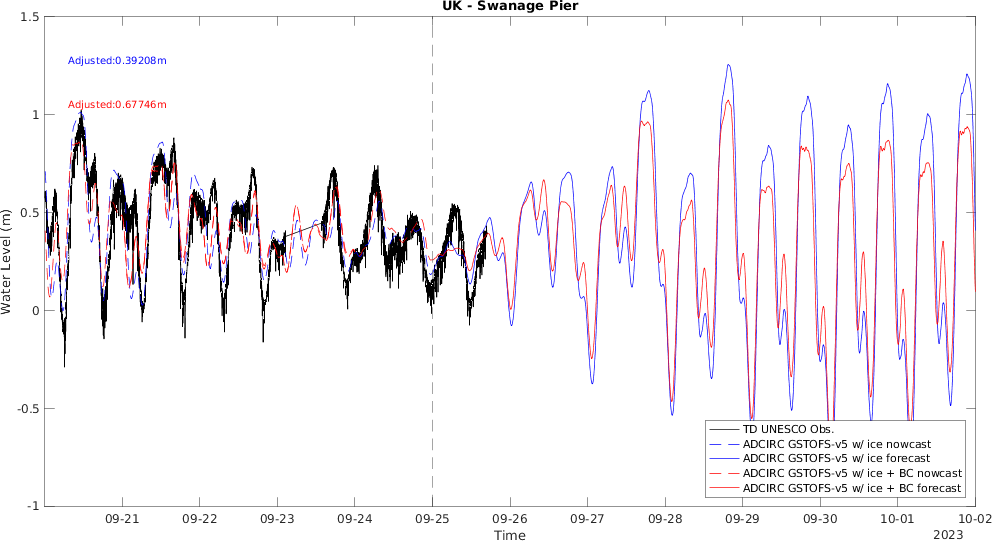 UK - Swanage Pier
1.5
Adjusted:0.39208m
Adjusted:0.67746m
1
0.5
0
-0.5
-1
Water Level (m)
TD UNESCO Obs.
ADCIRC GSTOFS-v5 w/ ice nowcast
ADCIRC GSTOFS-v5 w/ ice forecast
ADCIRC GSTOFS-v5 w/ ice + BC nowcast
ADCIRC GSTOFS-v5 w/ ice + BC forecast
09-21 09-22 09-23 09-24 09-25 09-26 09-27 09-28 09-29 09-30 10-01 10-02
Time
2023